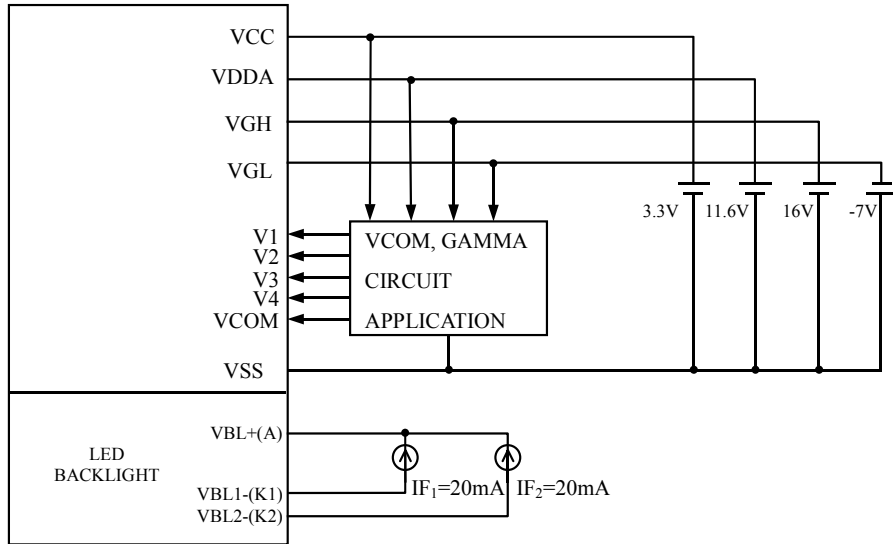 VCC
VDDA
VGH
VGL
3.3V
11.6V
16V
-7V
V1
V2
V3
V4
VCOM
VCOM, GAMMA
CIRCUIT
APPLICATION
VSS
VBL+(A)
LED
BACKLIGHT
IF₁=20mA
IF₂=20mA
VBL1-(K1)
VBL2-(K2)